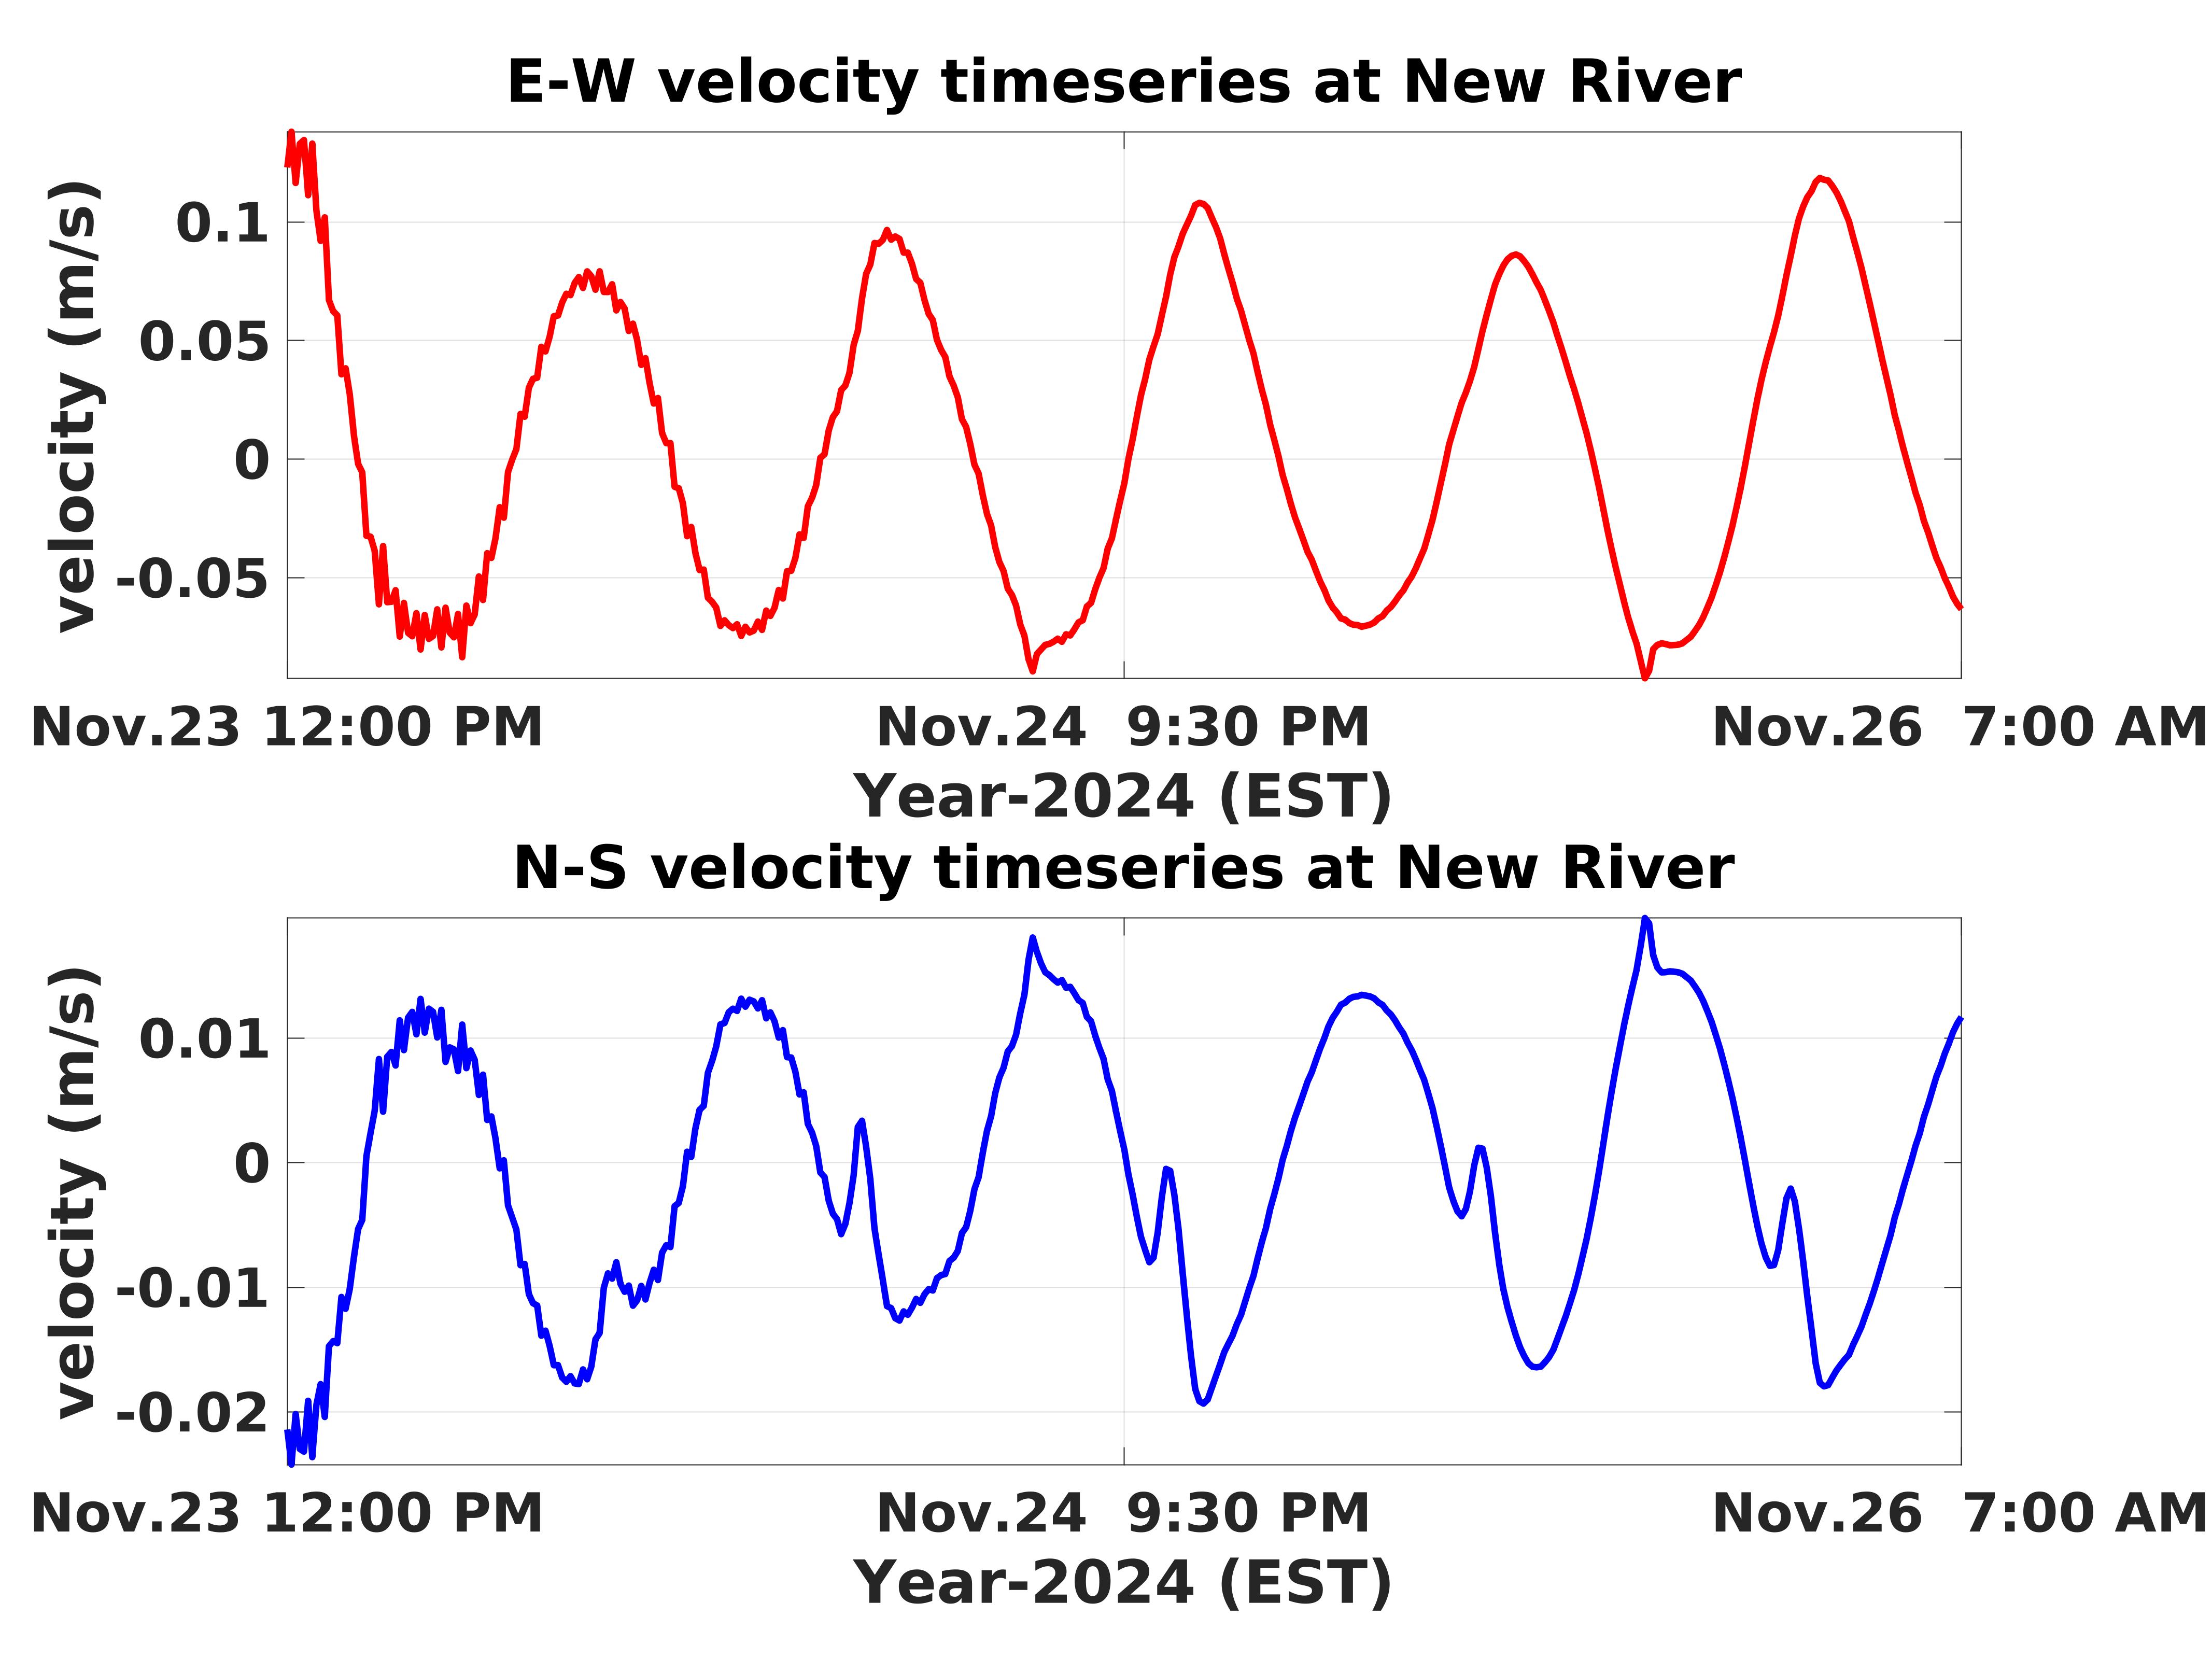 E-W velocity timeseries at New River
velocity (m/s)
0.1
0.05
0
-0.05
Nov.23 12:00 PM Nov.24  9:30 PM Nov.26  7:00 AM
Year-2024 (EST)
N-S velocity timeseries at New River
velocity (m/s)
0.01
0
-0.01
-0.02
Nov.23 12:00 PM Nov.24  9:30 PM Nov.26  7:00 AM
Year-2024 (EST)